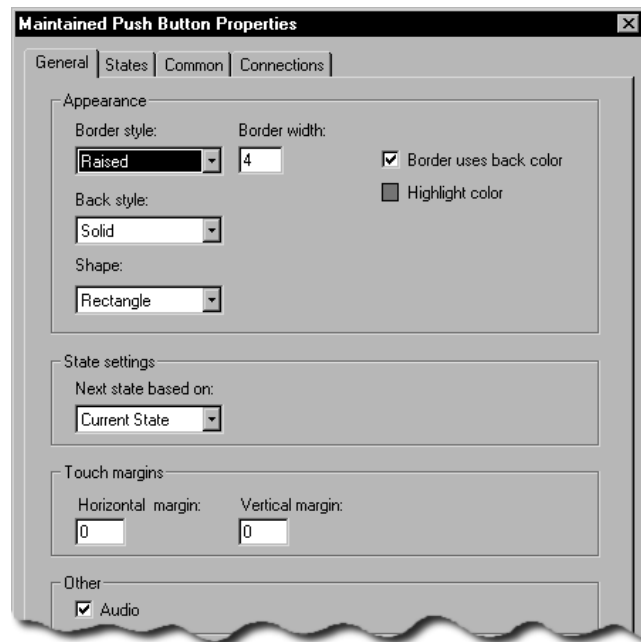 Maintained Push Button Properties
General States Common Connections
Appearance
Border style: Border width:
Raised 4 Border uses back color
Highlight color
Back style:
Solid
Shape:
Rectangle
State settings
Next state based on:
Current State
Touch margins
Horizontal margin: Vertical margin:
0 0
Other
Audio